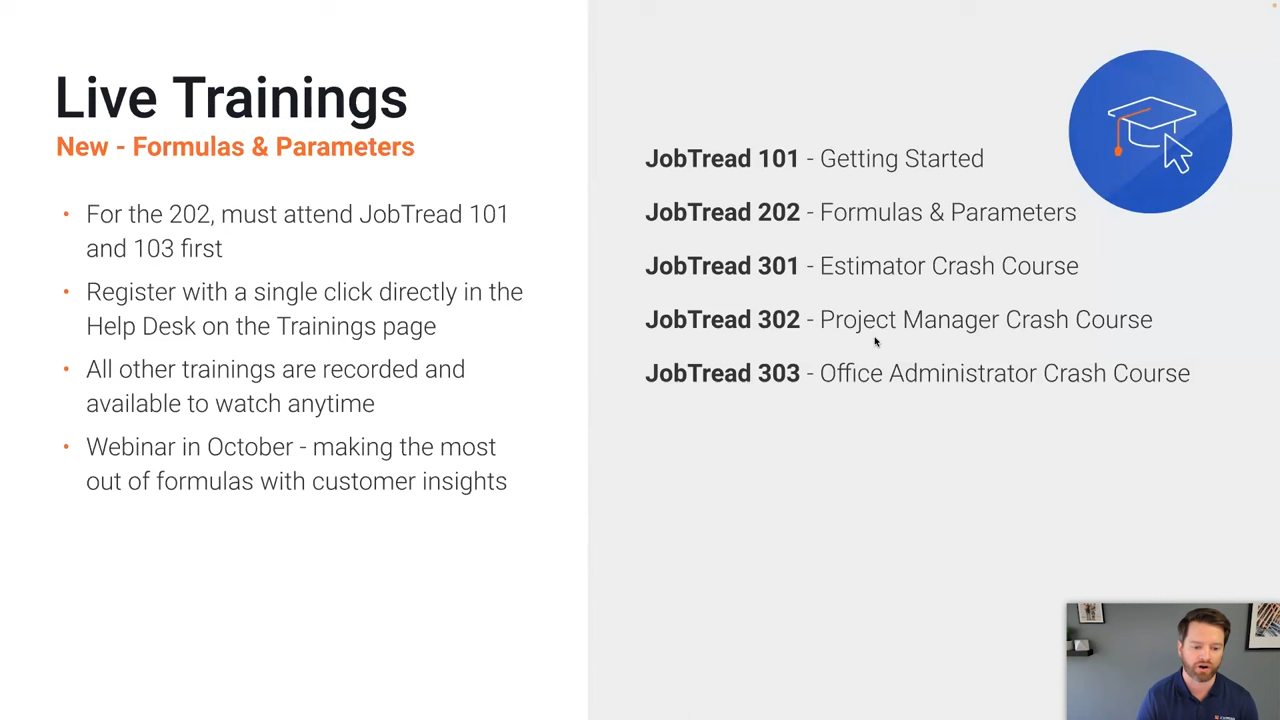 Live Trainings
New - Formulas & Parameters
• For the 202, must attend JobTread 101
and 103 first
• Register with a single click directly in the
Help Desk on the Trainings page
• All other trainings are recorded and
available to watch anytime
• Webinar in October - making the most
out of formulas with customer insights
JobTread 101 - Getting Started
JobTread 202 - Formulas & Parameters
JobTread 301 - Estimator Crash Course
JobTread 302 - Project Manager Crash Course
JobTread 303 - Office Administrator Crash Course